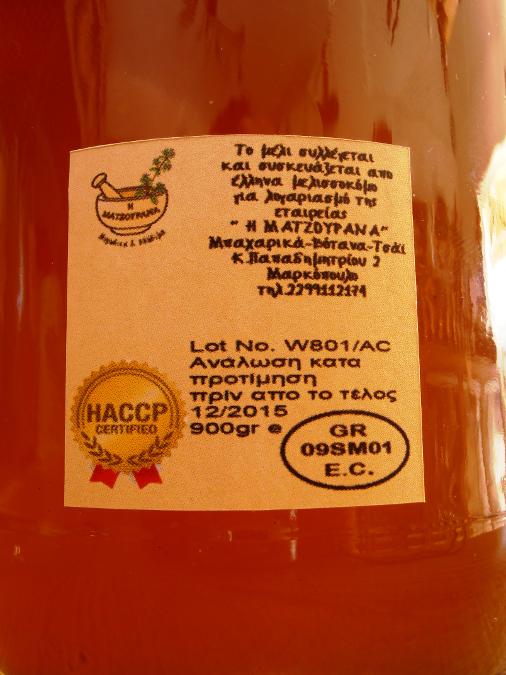 Το μέλι συλλέγεται
και συσκευάζεται απο
έλληνα μελισσοκόμο
για λογαριασμό της
εταιρείας
" Η ΜΑΤΖΟΥΡΑΝΑ"
Μπαχαρικά-Βότανα-Τσάι
Κ.Παπαδημητρίου 2
Μαρκόπουλο
τηλ.2299112174
Η
ΜΑΤΖΟΥΡΑΝΑ
Lot No. W801/AC
Ανάλωση κατα
προτίμηση
πριν απο το τέλος
12/2015
900gr e
HACCP
CERTIFIED
GR
09SM01
E.C.